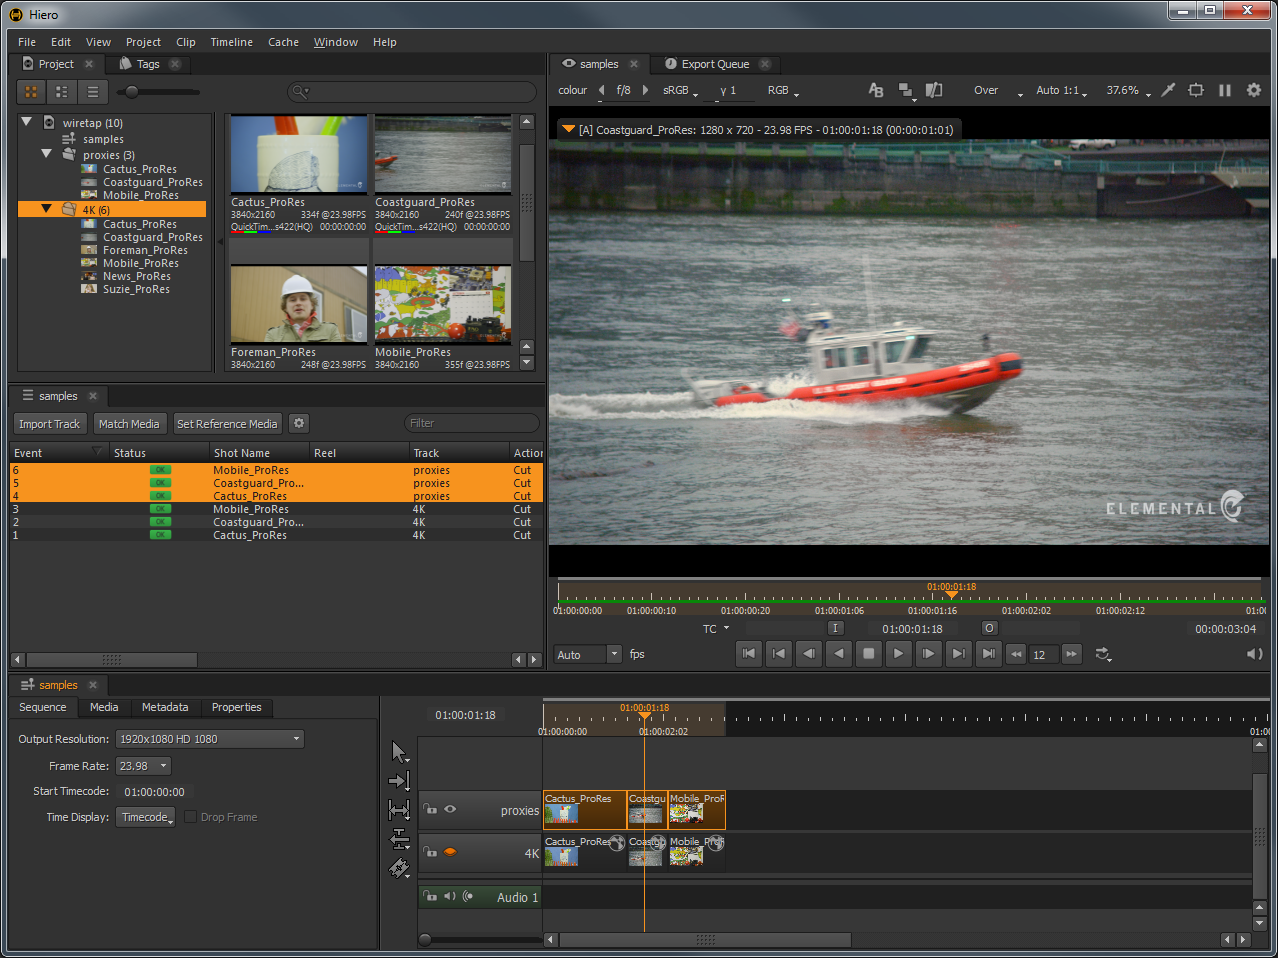 Hiero
File Edit View Project Clip Timeline Cache Window Help
Project Tags
wiretap (10)
samples
proxies (3)
Cactus_ProRes
Coastguard_ProRes
Mobile_ProRes
4K (6)
Cactus_ProRes
Coastguard_ProRes
Foreman_ProRes
Mobile_ProRes
News_ProRes
Suzie_ProRes
Cactus_ProRes
3840x2160 334f @23.98FPS
QuickTim...s422(HQ) 00:00:00:00
Coastguard_ProRes
3840x2160 240f @23.98FPS
QuickTim...s422(HQ) 00:00:00:00
Foreman_ProRes
3840x2160 248f @23.98FPS
Mobile_ProRes
3840x2160 355f @23.98FPS
samples Export Queue
colour f/8 sRGB γ 1 RGB AB Over Auto 1:1 37.6%
[A] Coastguard_ProRes: 1280 x 720 - 23.98 FPS - 01:00:01:18 (00:00:01:01)
ELEMENTAL
01:00:01:18
01:00:00:00 01:00:00:10 01:00:00:20 01:00:01:06 01:00:01:16 01:00:02:02 01:00:02:12 01:0
TC I 01:00:01:18 O 00:00:03:04
Auto fps 12
samples
Import Track Match Media Set Reference Media Filter
Event Status Shot Name Reel Track Action
6 OK Mobile_ProRes proxies Cut
5 OK Coastguard_Pro... proxies Cut
4 OK Cactus_ProRes proxies Cut
3 OK Mobile_ProRes 4K Cut
2 OK Coastguard_Pro... 4K Cut
1 OK Cactus_ProRes 4K Cut
samples
Sequence Media Metadata Properties
Output Resolution: 1920x1080 HD 1080
Frame Rate: 23.98
Start Timecode: 01:00:00:00
Time Display: Timecode Drop Frame
01:00:01:18
01:00:01:18
01:00:00:00 01:00:02:02 01:0
proxies
Cactus_ProRes Coastgu Mobile_ProR
4K
Cactus_ProRes Coastgu Mobile_ProR
Audio 1